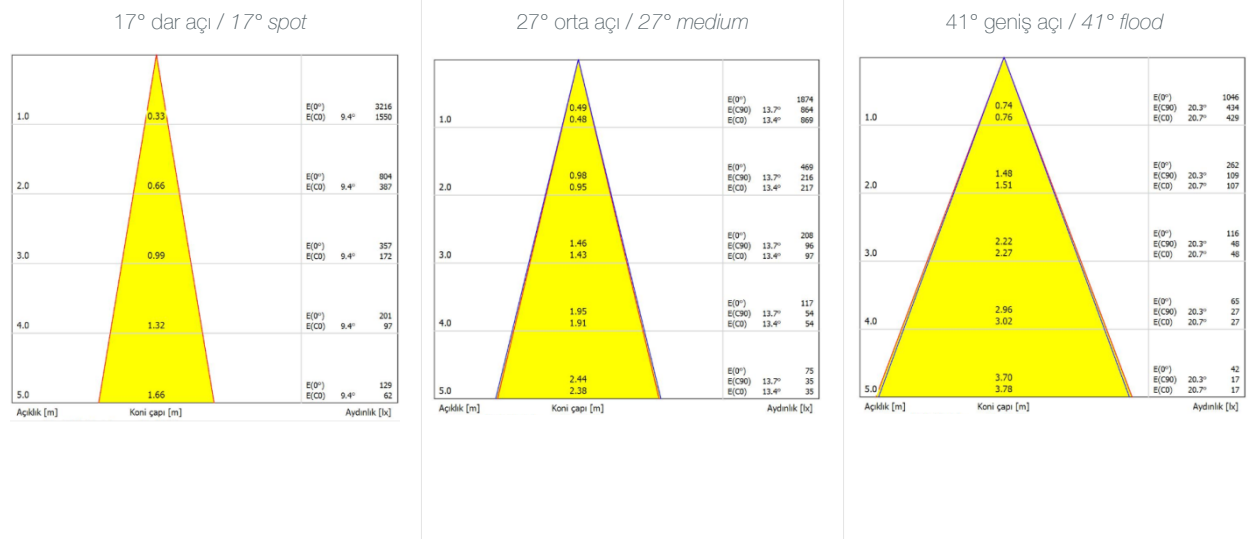 17° dar açı / 17° spot
E(0°) 3216
1.0 0.33 E(C0) 9.4° 1550
E(0°) 804
2.0 0.66 E(C0) 9.4° 387
E(0°) 357
3.0 0.99 E(C0) 9.4° 172
E(0°) 201
4.0 1.32 E(C0) 9.4° 97
E(0°) 129
5.0 1.66 E(C0) 9.4° 62
Açıklık [m] Koni çapı [m] Aydınlık [lx]
27° orta açı / 27° medium
E(0°) 1874
0.49 E(C90) 13.7° 864
1.0 0.48 E(C0) 13.4° 869
E(0°) 469
0.98 E(C90) 13.7° 216
2.0 0.95 E(C0) 13.4° 217
E(0°) 208
1.46 E(C90) 13.7° 96
3.0 1.43 E(C0) 13.4° 97
E(0°) 117
1.95 E(C90) 13.7° 54
4.0 1.91 E(C0) 13.4° 54
E(0°) 75
2.44 E(C90) 13.7° 35
5.0 2.38 E(C0) 13.4° 35
Açıklık [m] Koni çapı [m] Aydınlık [lx]
41° geniş açı / 41° flood
E(0°) 1046
0.74 E(C90) 20.3° 434
1.0 0.76 E(C0) 20.7° 429
E(0°) 262
1.48 E(C90) 20.3° 109
2.0 1.51 E(C0) 20.7° 107
E(0°) 116
2.22 E(C90) 20.3° 48
3.0 2.27 E(C0) 20.7° 48
E(0°) 65
2.96 E(C90) 20.3° 27
4.0 3.02 E(C0) 20.7° 27
E(0°) 42
3.70 E(C90) 20.3° 17
5.0 3.78 E(C0) 20.7° 17
Açıklık [m] Koni çapı [m] Aydınlık [lx]